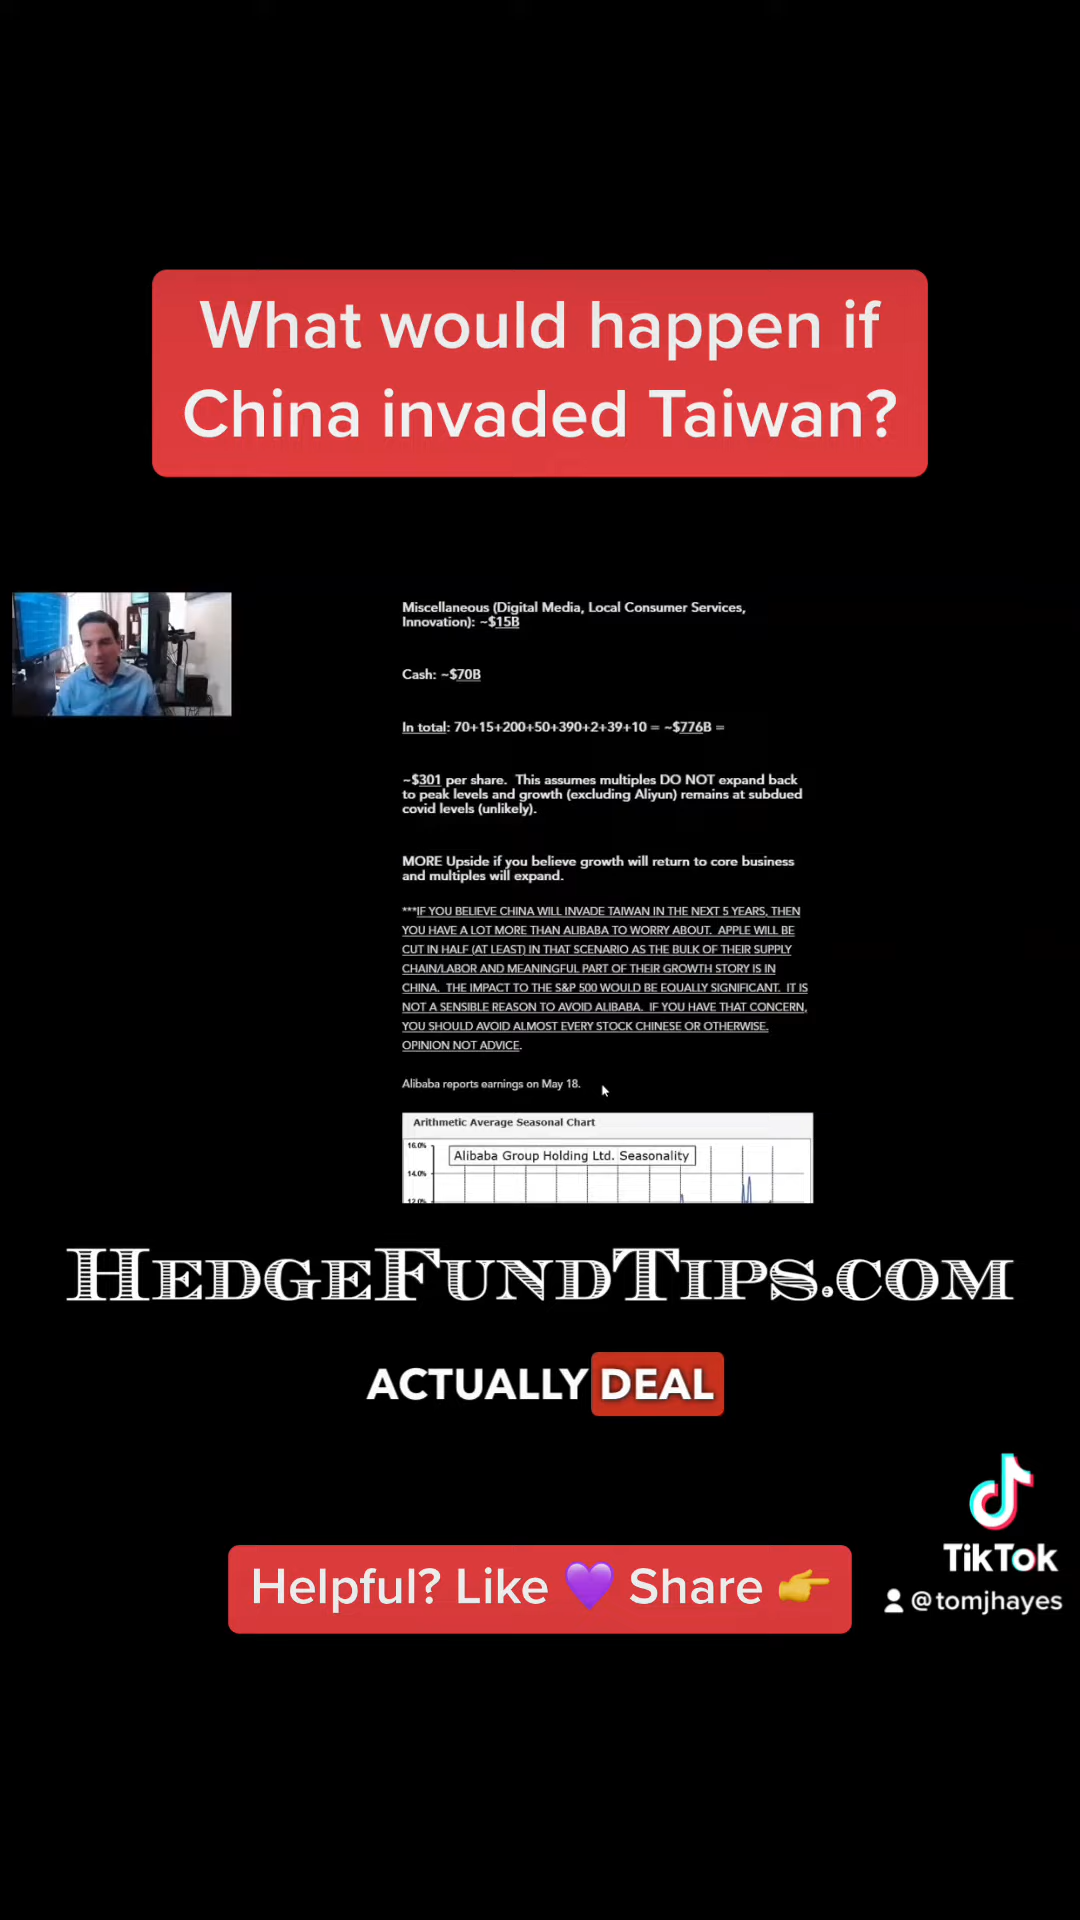 What would happen if
China invaded Taiwan?
Miscellaneous (Digital Media, Local Consumer Services,
Innovation): ~$15B
Cash: ~$70B
In total: 70+15+200+50+390+2+39+10 = ~$776B =
~$301 per share. This assumes multiples DO NOT expand back
to peak levels and growth (excluding Aliyun) remains at subdued
covid levels (unlikely).
MORE Upside if you believe growth will return to core business
and multiples will expand.
***IF YOU BELIEVE CHINA WILL INVADE TAIWAN IN THE NEXT 5 YEARS, THEN
YOU HAVE A LOT MORE THAN ALIBABA TO WORRY ABOUT. APPLE WILL BE
CUT IN HALF (AT LEAST) IN THAT SCENARIO AS THE BULK OF THEIR SUPPLY
CHAIN/LABOR AND MEANINGFUL PART OF THEIR GROWTH STORY IS IN
CHINA. THE IMPACT TO THE S&P 500 WOULD BE EQUALLY SIGNIFICANT. IT IS
NOT A SENSIBLE REASON TO AVOID ALIBABA. IF YOU HAVE THAT CONCERN,
YOU SHOULD AVOID ALMOST EVERY STOCK CHINESE OR OTHERWISE.
OPINION NOT ADVICE.
Alibaba reports earnings on May 18.
Arithmetic Average Seasonal Chart
16.0%
Alibaba Group Holding Ltd. Seasonality
14.0%
12.0%
HEDGEFUNDTIPS.COM
ACTUALLY DEAL
TikTok
Helpful? Like 💜 Share 👉
@tomjhayes